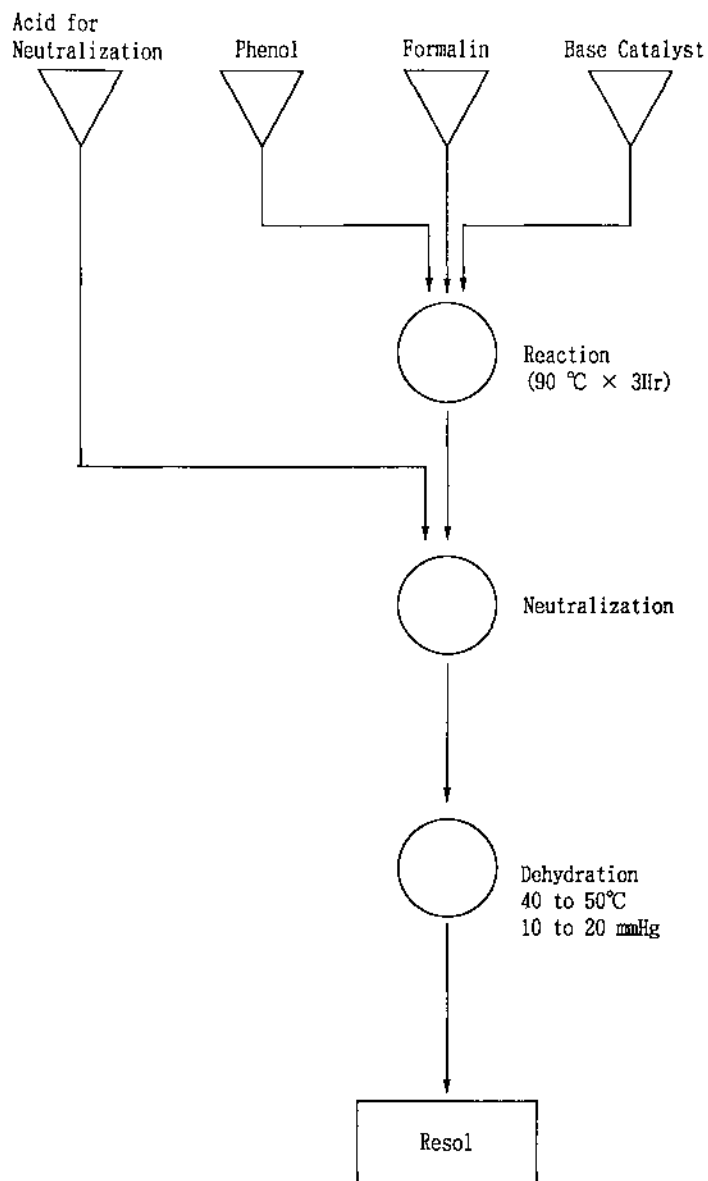 Acid for
Neutralization
Phenol
Formalin
Base Catalyst
Reaction
(90 ℃ × 3Hr)
Neutralization
Dehydration
40 to 50℃
10 to 20 mmHg
Resol